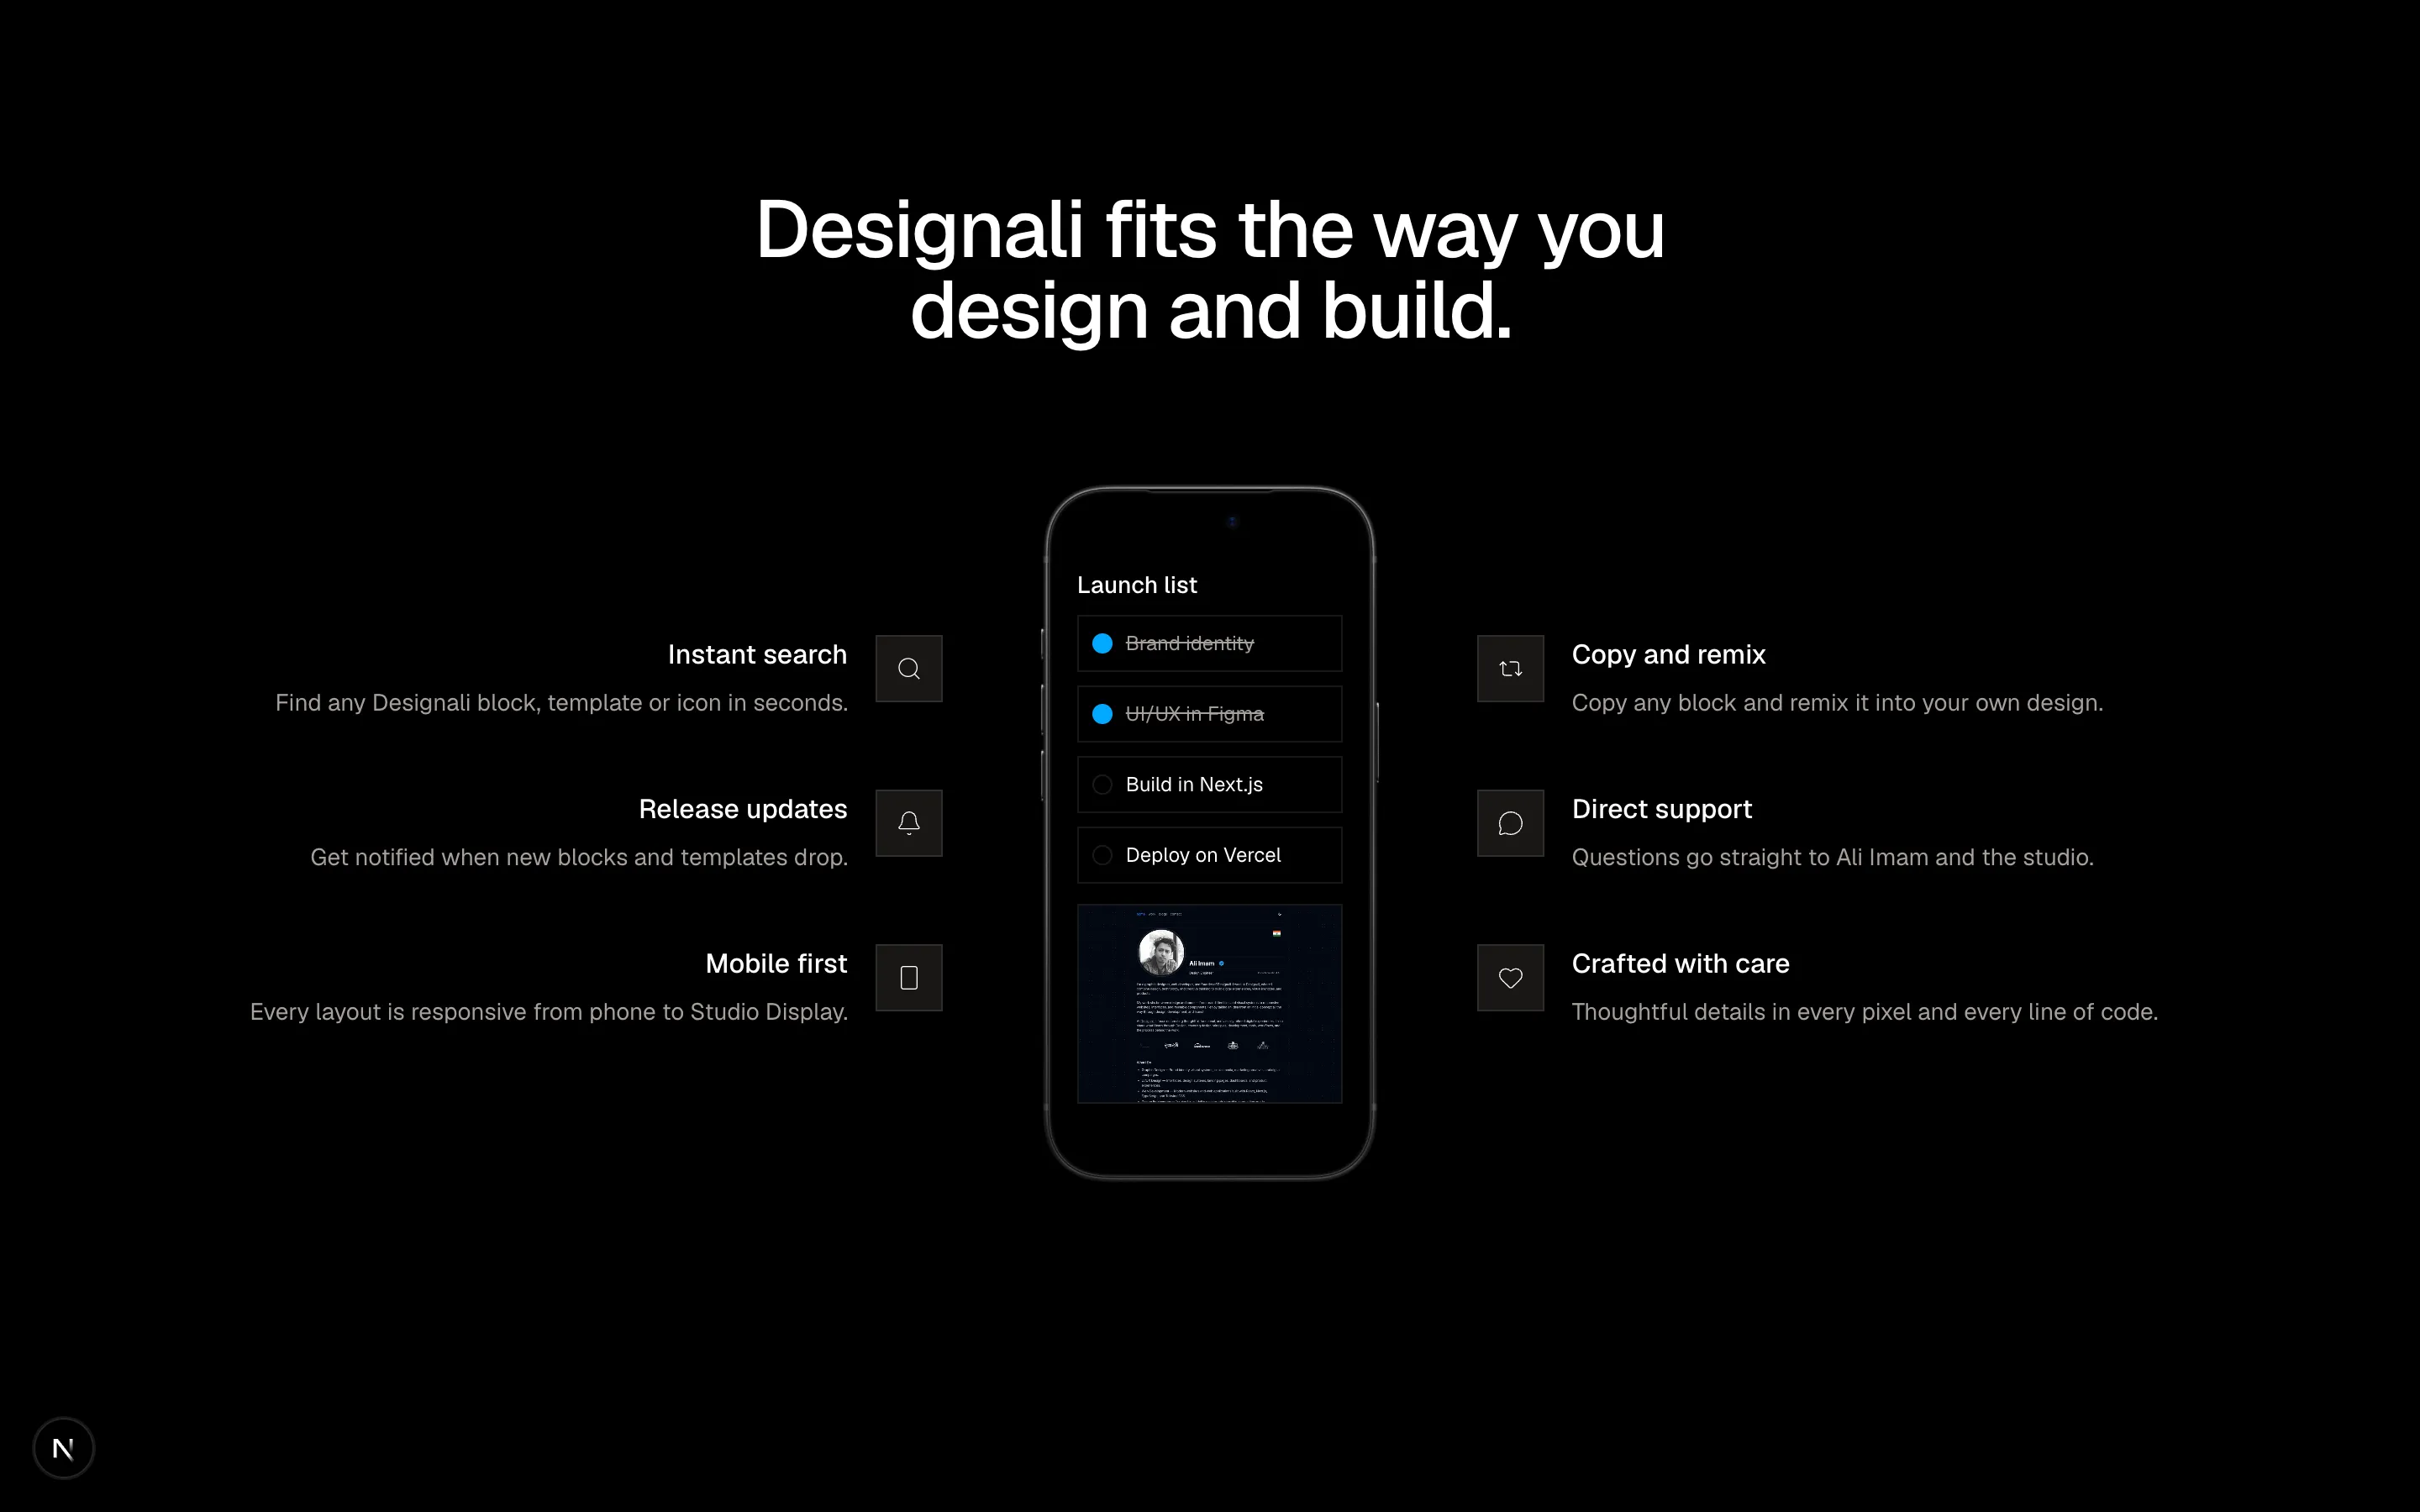 Designali fits the way you
design and build.
Instant search
Find any Designali block, template or icon in seconds.
Release updates
Get notified when new blocks and templates drop.
Mobile first
Every layout is responsive from phone to Studio Display.
Launch list
Brand identity
UI/UX in Figma
Build in Next.js
Deploy on Vercel
Ali Imam
Copy and remix
Copy any block and remix it into your own design.
Direct support
Questions go straight to Ali Imam and the studio.
Crafted with care
Thoughtful details in every pixel and every line of code.
N